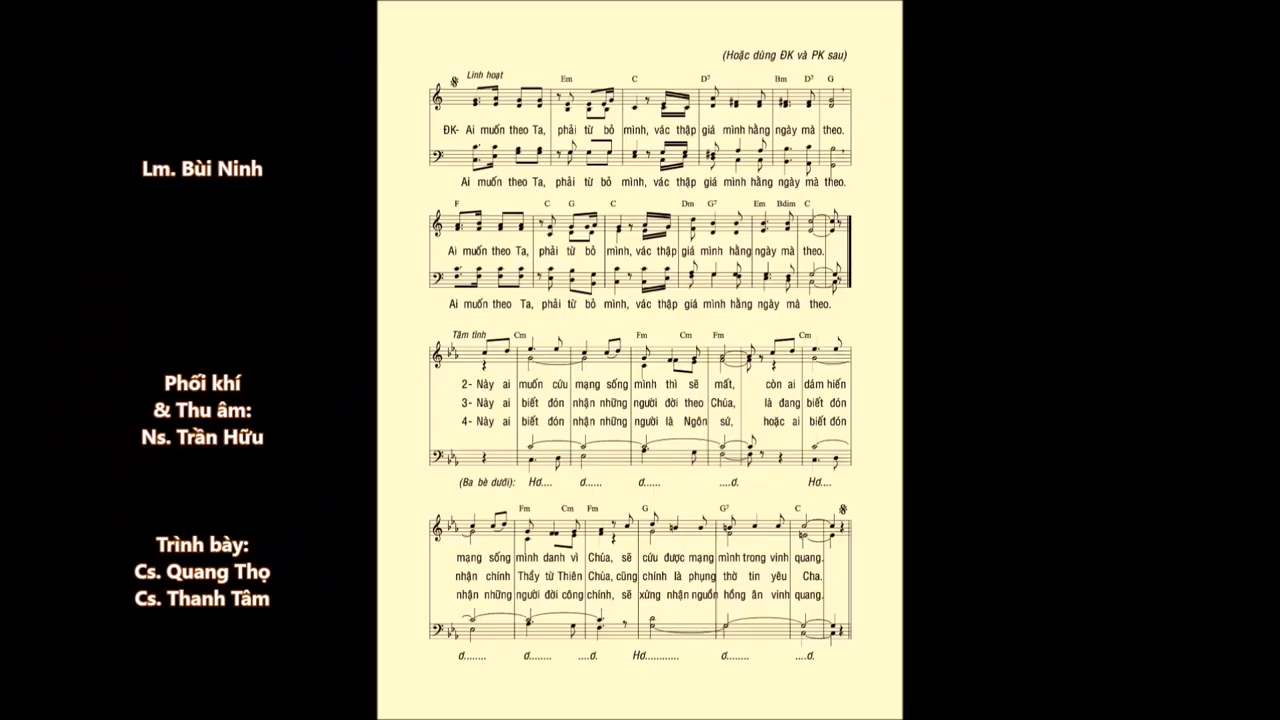 Lm. Bùi Ninh
Phối khí
& Thu âm:
Ns. Trần Hữu
Trình bày:
Cs. Quang Thọ
Cs. Thanh Tâm
(Hoặc dùng ĐK và PK sau)
Linh hoạt
Em C D7 Bm D7 G
ĐK- Ai muốn theo Ta, phải từ bỏ mình, vác thập giá mình hằng ngày mà theo.
Ai muốn theo Ta, phải từ bỏ mình, vác thập giá mình hằng ngày mà theo.
F C G C Dm G7 Em Bdim C
Ai muốn theo Ta, phải từ bỏ mình, vác thập giá mình hằng ngày mà theo.
Ai muốn theo Ta, phải từ bỏ mình, vác thập giá mình hằng ngày mà theo.
Tâm tình Cm Fm Cm Fm Cm
2- Này ai muốn cứu mạng sống mình thì sẽ mất, còn ai dám hiến
3- Này ai biết đón nhận những người đời theo Chúa, là đang biết đón
4- Này ai biết đón nhận những người là Ngôn sứ, hoặc ai biết đón
(Ba bè dưới): Hơ.... ơ...... ơ...... ....ơ. Hơ....
Fm Cm Fm G G7 C
mạng sống mình danh vì Chúa, sẽ cứu được mạng mình trong vinh quang.
nhận chính Thầy từ Thiên Chúa, cũng chính là phụng thờ tin yêu Cha.
nhận những người đời công chính, sẽ xứng nhận nguồn hồng ân vinh quang.
ơ........ ơ........ ....ơ. Hơ............ ơ........ ....ơ.